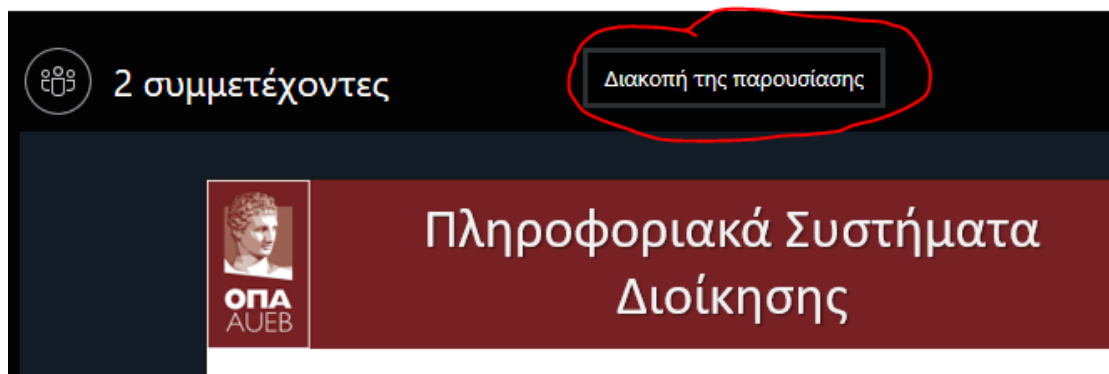 2 συμμετέχοντες
Διακοπή της παρουσίασης
Πληροφοριακά Συστήματα
Διοίκησης
ΟΠΑ
AUEB